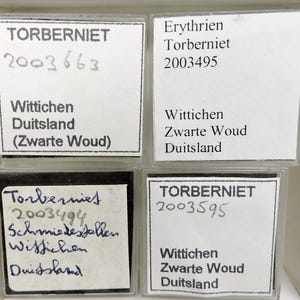 TORBERNIET
2003663
Wittichen
Duitsland
(Zwarte Woud)
Erythrien
Torberniet
2003495
Wittichen
Zwarte Woud
Duitsland
Torberniet
2003494
Schmiedestollen
Wittichen
Duitsland
TORBERNIET
2003595
Wittichen
Zwarte Woud
Duitsland